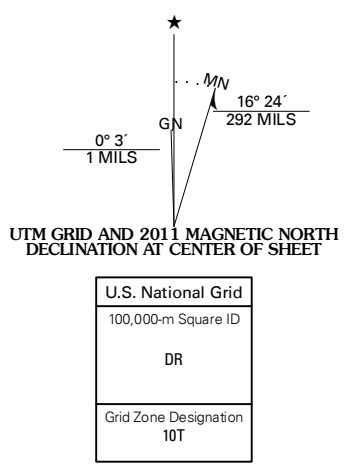 ★
MN
GN
16° 24´
292 MILS
0° 3´
1 MILS
UTM GRID AND 2011 MAGNETIC NORTH
DECLINATION AT CENTER OF SHEET
U.S. National Grid
100,000-m Square ID
DR
Grid Zone Designation
10T